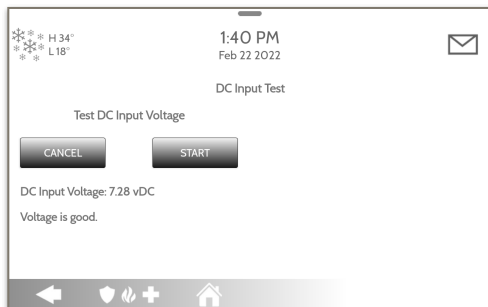 H 34°
L 18°
1:40 PM
Feb 22 2022
DC Input Test
Test DC Input Voltage
CANCEL
START
DC Input Voltage: 7.28 vDC
Voltage is good.